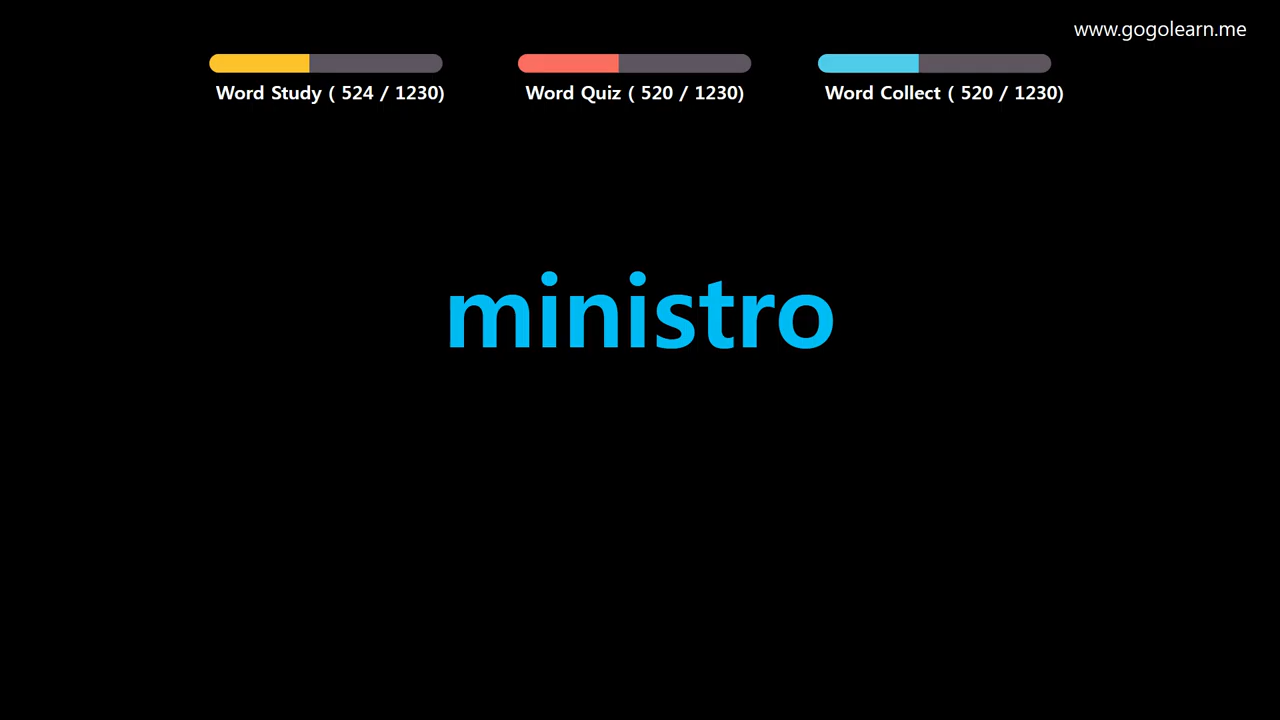 www.gogolearn.me
Word Study ( 524 / 1230)
Word Quiz ( 520 / 1230)
Word Collect ( 520 / 1230)
ministro